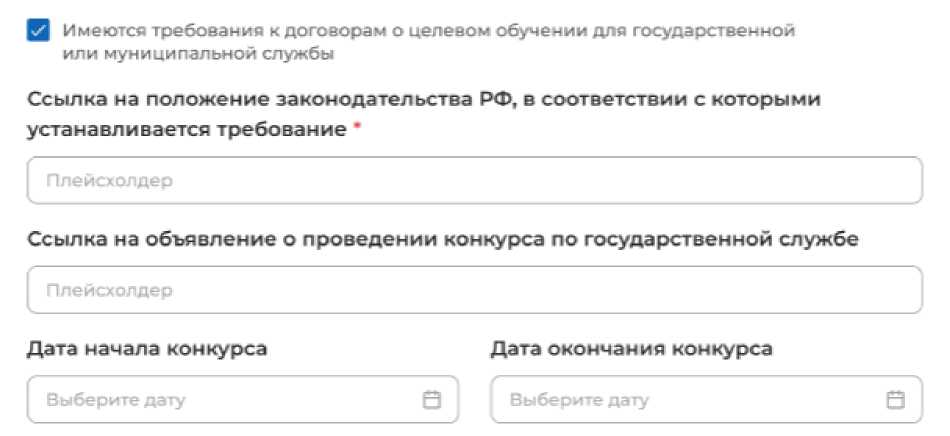 Имеются требования к договорам о целевом обучении для государственной
или муниципальной службы
Ссылка на положение законодательства РФ, в соответствии с которыми
устанавливается требование *
Плейсхолдер
Ссылка на объявление о проведении конкурса по государственной службе
Плейсхолдер
Дата начала конкурса
Дата окончания конкурса
Выберите дату
Выберите дату